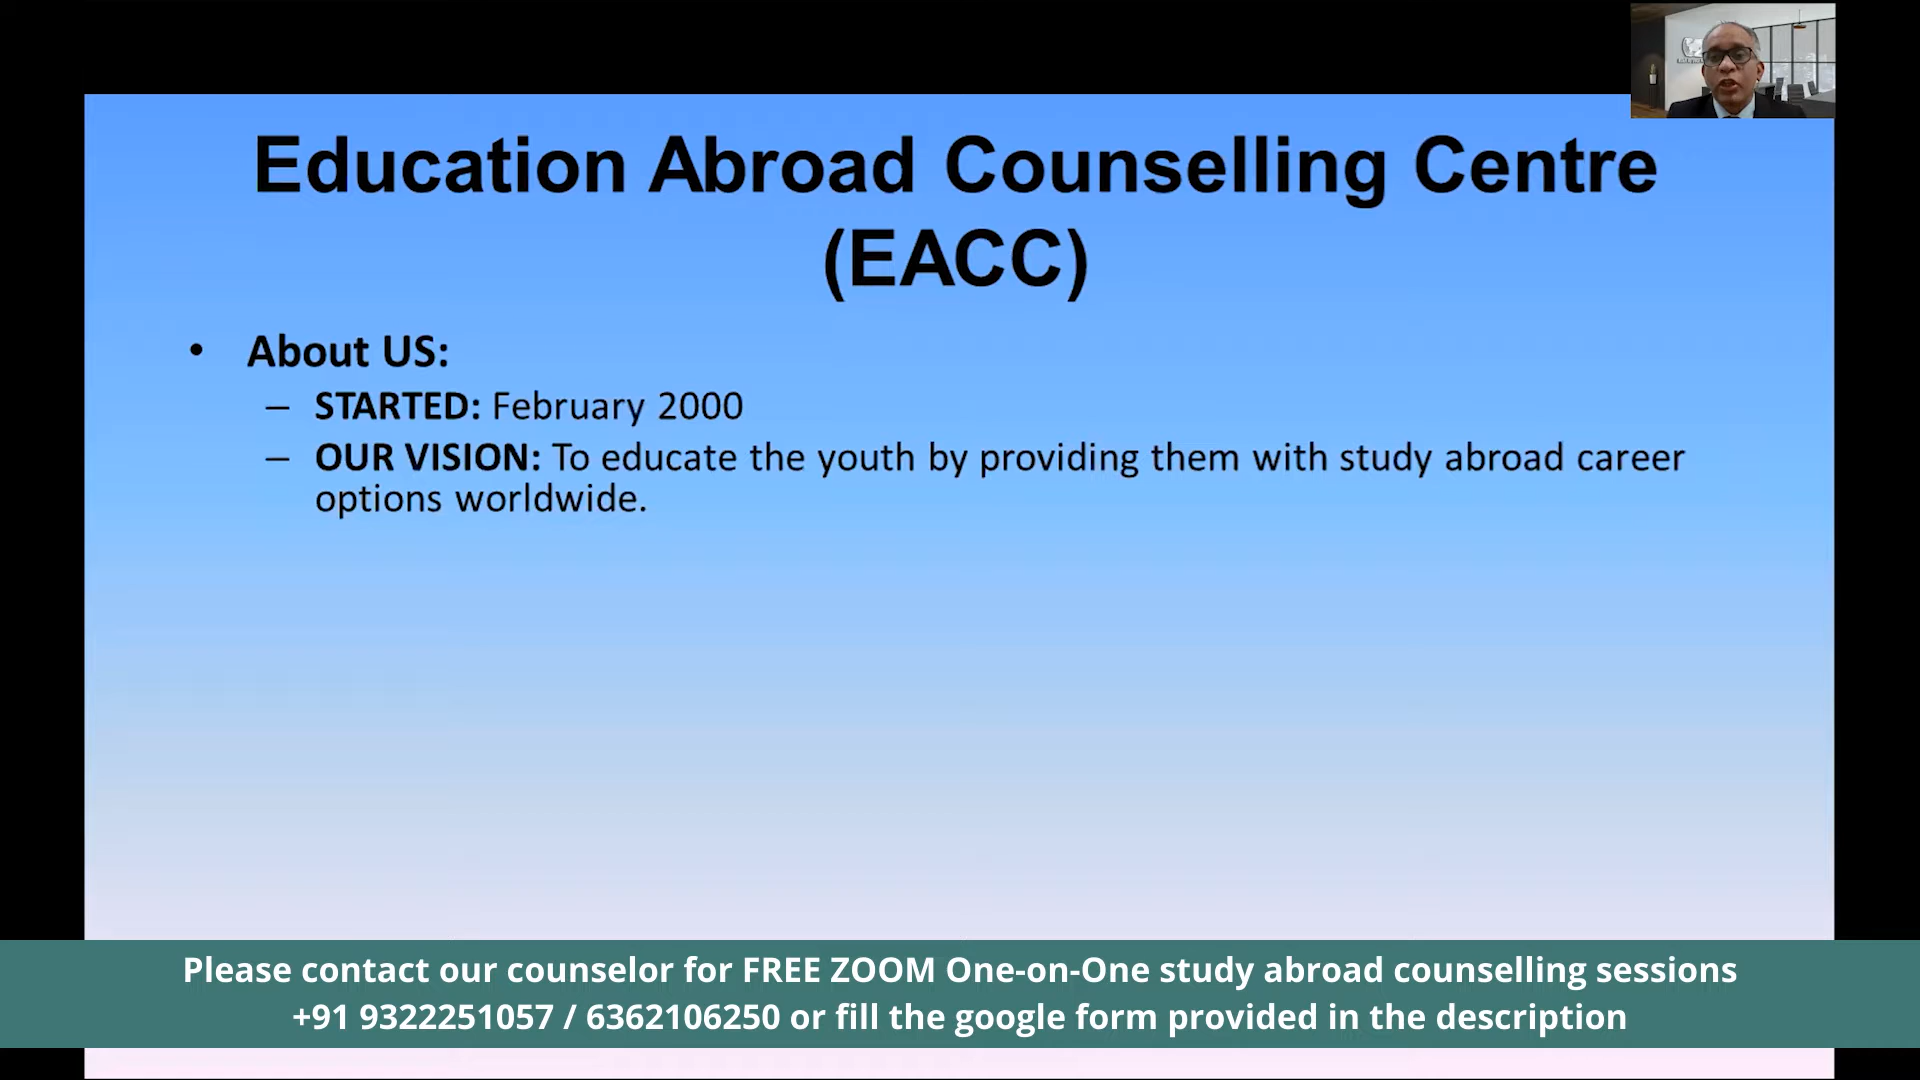 Education Abroad Counselling Centre
(EACC)
• About US:
– STARTED: February 2000
– OUR VISION: To educate the youth by providing them with study abroad career
options worldwide.
Please contact our counselor for FREE ZOOM One-on-One study abroad counselling sessions
+91 9322251057 / 6362106250 or fill the google form provided in the description